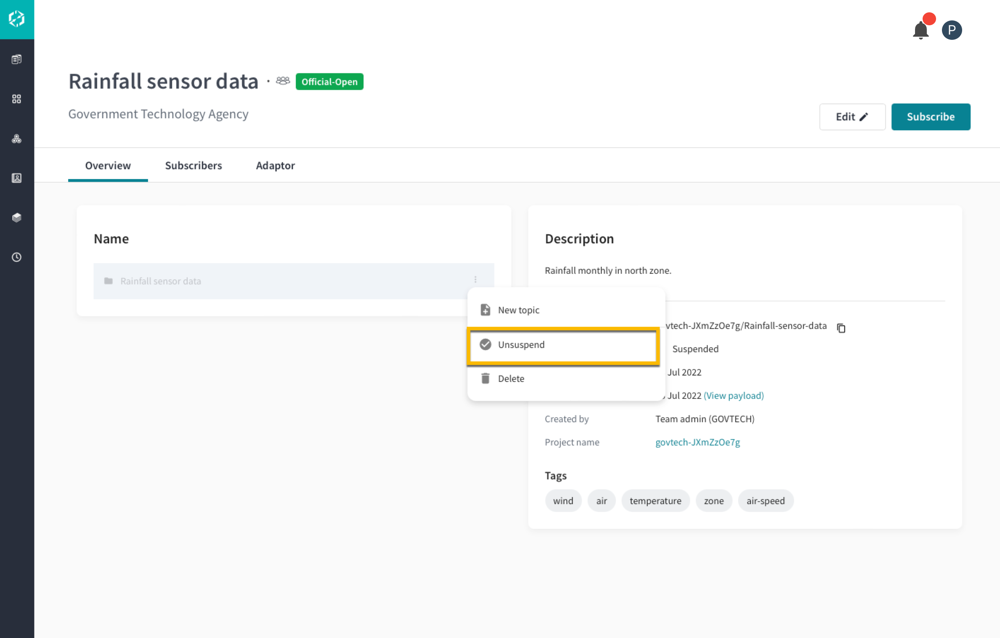 P
Rainfall sensor data · Official-Open
Government Technology Agency
Edit
Subscribe
Overview Subscribers Adaptor
Name
Rainfall sensor data
New topic
Unsuspend
Delete
Description
Rainfall monthly in north zone.
vtech-JXmZzOe7g/Rainfall-sensor-data
Suspended
Jul 2022
Jul 2022 (View payload)
Created by Team admin (GOVTECH)
Project name govtech-JXmZzOe7g
Tags
wind air temperature zone air-speed